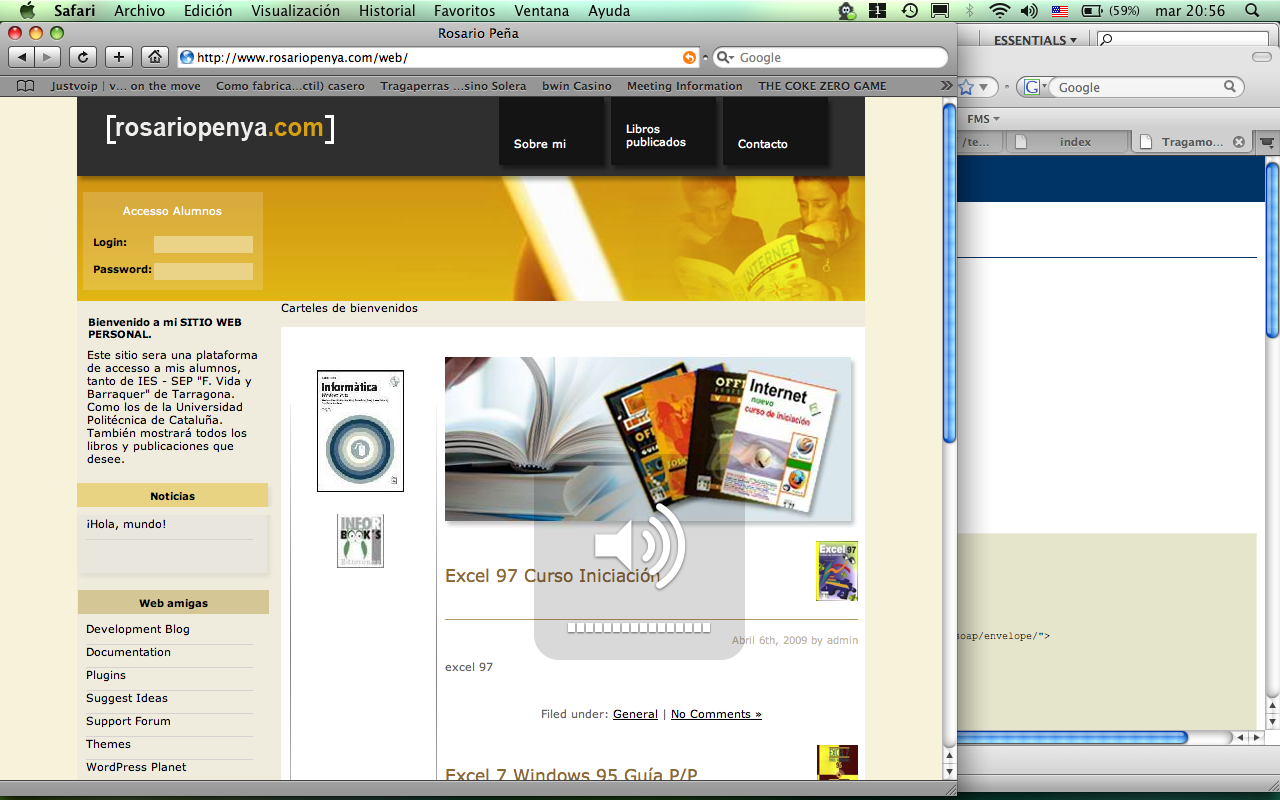 Safari Archivo Edición Visualización Historial Favoritos Ventana Ayuda
1 (59%) mar 20:56
Rosario Peña
http://www.rosariopenya.com/web/
Google
Justvoip | v... on the move Como fabrica...ctil) casero Tragaperras ...sino Solera bwin Casino Meeting Information THE COKE ZERO GAME
[rosariopenya.com]
Sobre mi
Libros
publicados
Contacto
Accesso Alumnos
Login:
Password:
INTERNET
Carteles de bienvenidos
Bienvenido a mi SITIO WEB
PERSONAL.
Este sitio sera una plataforma
de accesso a mis alumnos,
tanto de IES - SEP "F. Vida y
Barraquer" de Tarragona.
Como los de la Universidad
Politécnica de Cataluña.
También mostrará todos los
libros y publicaciones que
desee.
Noticias
¡Hola, mundo!
Web amigas
Development Blog
Documentation
Plugins
Suggest Ideas
Support Forum
Themes
WordPress Planet
Informàtica
INFOR
BOOK'S
Internet
nuevo
curso de iniciación
Excel 97
Excel 97 Curso Iniciación
Abril 6th, 2009 by admin
excel 97
Filed under: General | No Comments »
Excel 7 Windows 95 Guía P/P
ESSENTIALS
Google
FMS
/te...
index
Tragamo...
soap/envelope/">